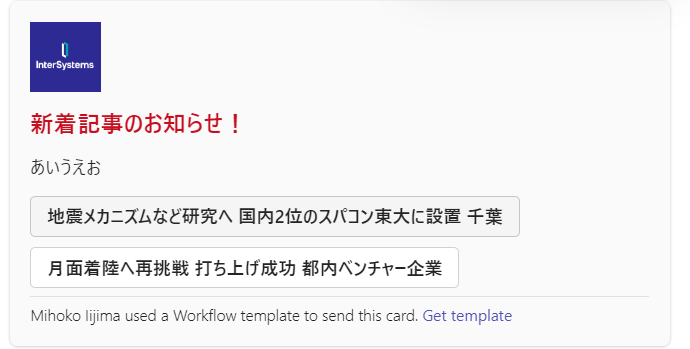 InterSystems
新着記事のお知らせ！
あいうえお
地震メカニズムなど研究へ 国内2位のスパコン東大に設置 千葉
月面着陸へ再挑戦 打ち上げ成功 都内ベンチャー企業
Mihoko Iijima used a Workflow template to send this card. Get template